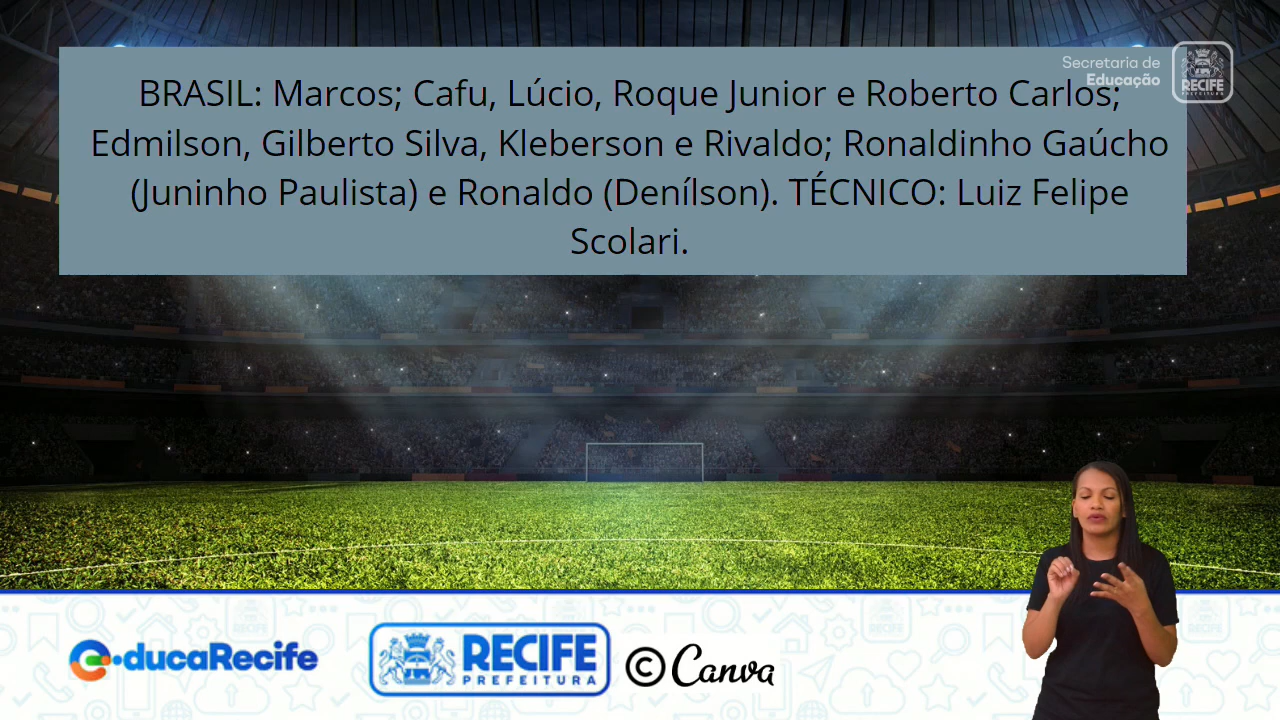 Secretaria de
Educação
RECIFE
PREFEITURA
BRASIL: Marcos; Cafu, Lúcio, Roque Junior e Roberto Carlos;
Edmilson, Gilberto Silva, Kleberson e Rivaldo; Ronaldinho Gaúcho
(Juninho Paulista) e Ronaldo (Denílson). TÉCNICO: Luiz Felipe
Scolari.
educaRecife
RECIFE
PREFEITURA
© Canva